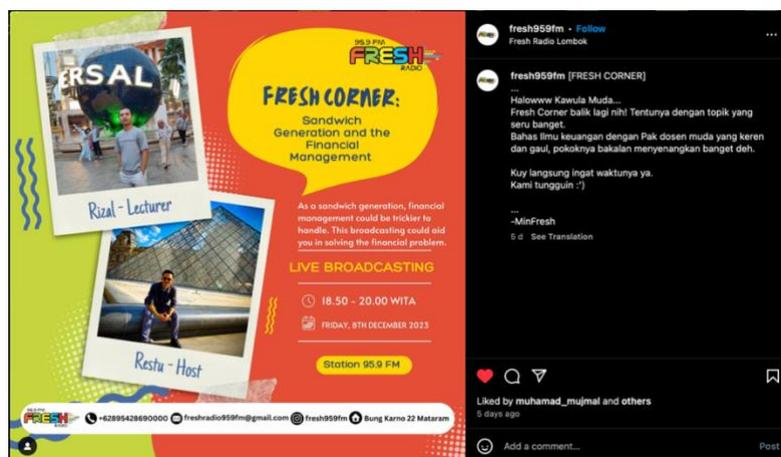 ERSAL
Rizal - Lecturer
Restu - Host
95.9 FM
FRESH
RADIO
FRESH CORNER:
Sandwich
Generation and the
Financial
Management
As a sandwich generation, financial
management could be trickier to
handle. This broadcasting could aid
you in solving the financial problem.
LIVE BROADCASTING
18.50 - 20.00 WITA
FRIDAY, 8TH DECEMBER 2023
Station 95.9 FM
95.9 FM
FRESH
RADIO
+62895428690000 freshradio959fm@gmail.com fresh959fm Bung Karno 22 Mataram
fresh959fm • Follow
Fresh Radio Lombok
fresh959fm [FRESH CORNER]
...
Halowww Kawula Muda...
Fresh Corner balik lagi nih! Tentunya dengan topik yang
seru banget.
Bahas Ilmu keuangan dengan Pak dosen muda yang keren
dan gaul, pokoknya bakalan menyenangkan banget deh.
Kuy langsung ingat waktunya ya.
Kami tungguin :')
...
-MinFresh
5 d See Translation
Liked by muhamad_mujmal and others
5 days ago
Add a comment...
Post